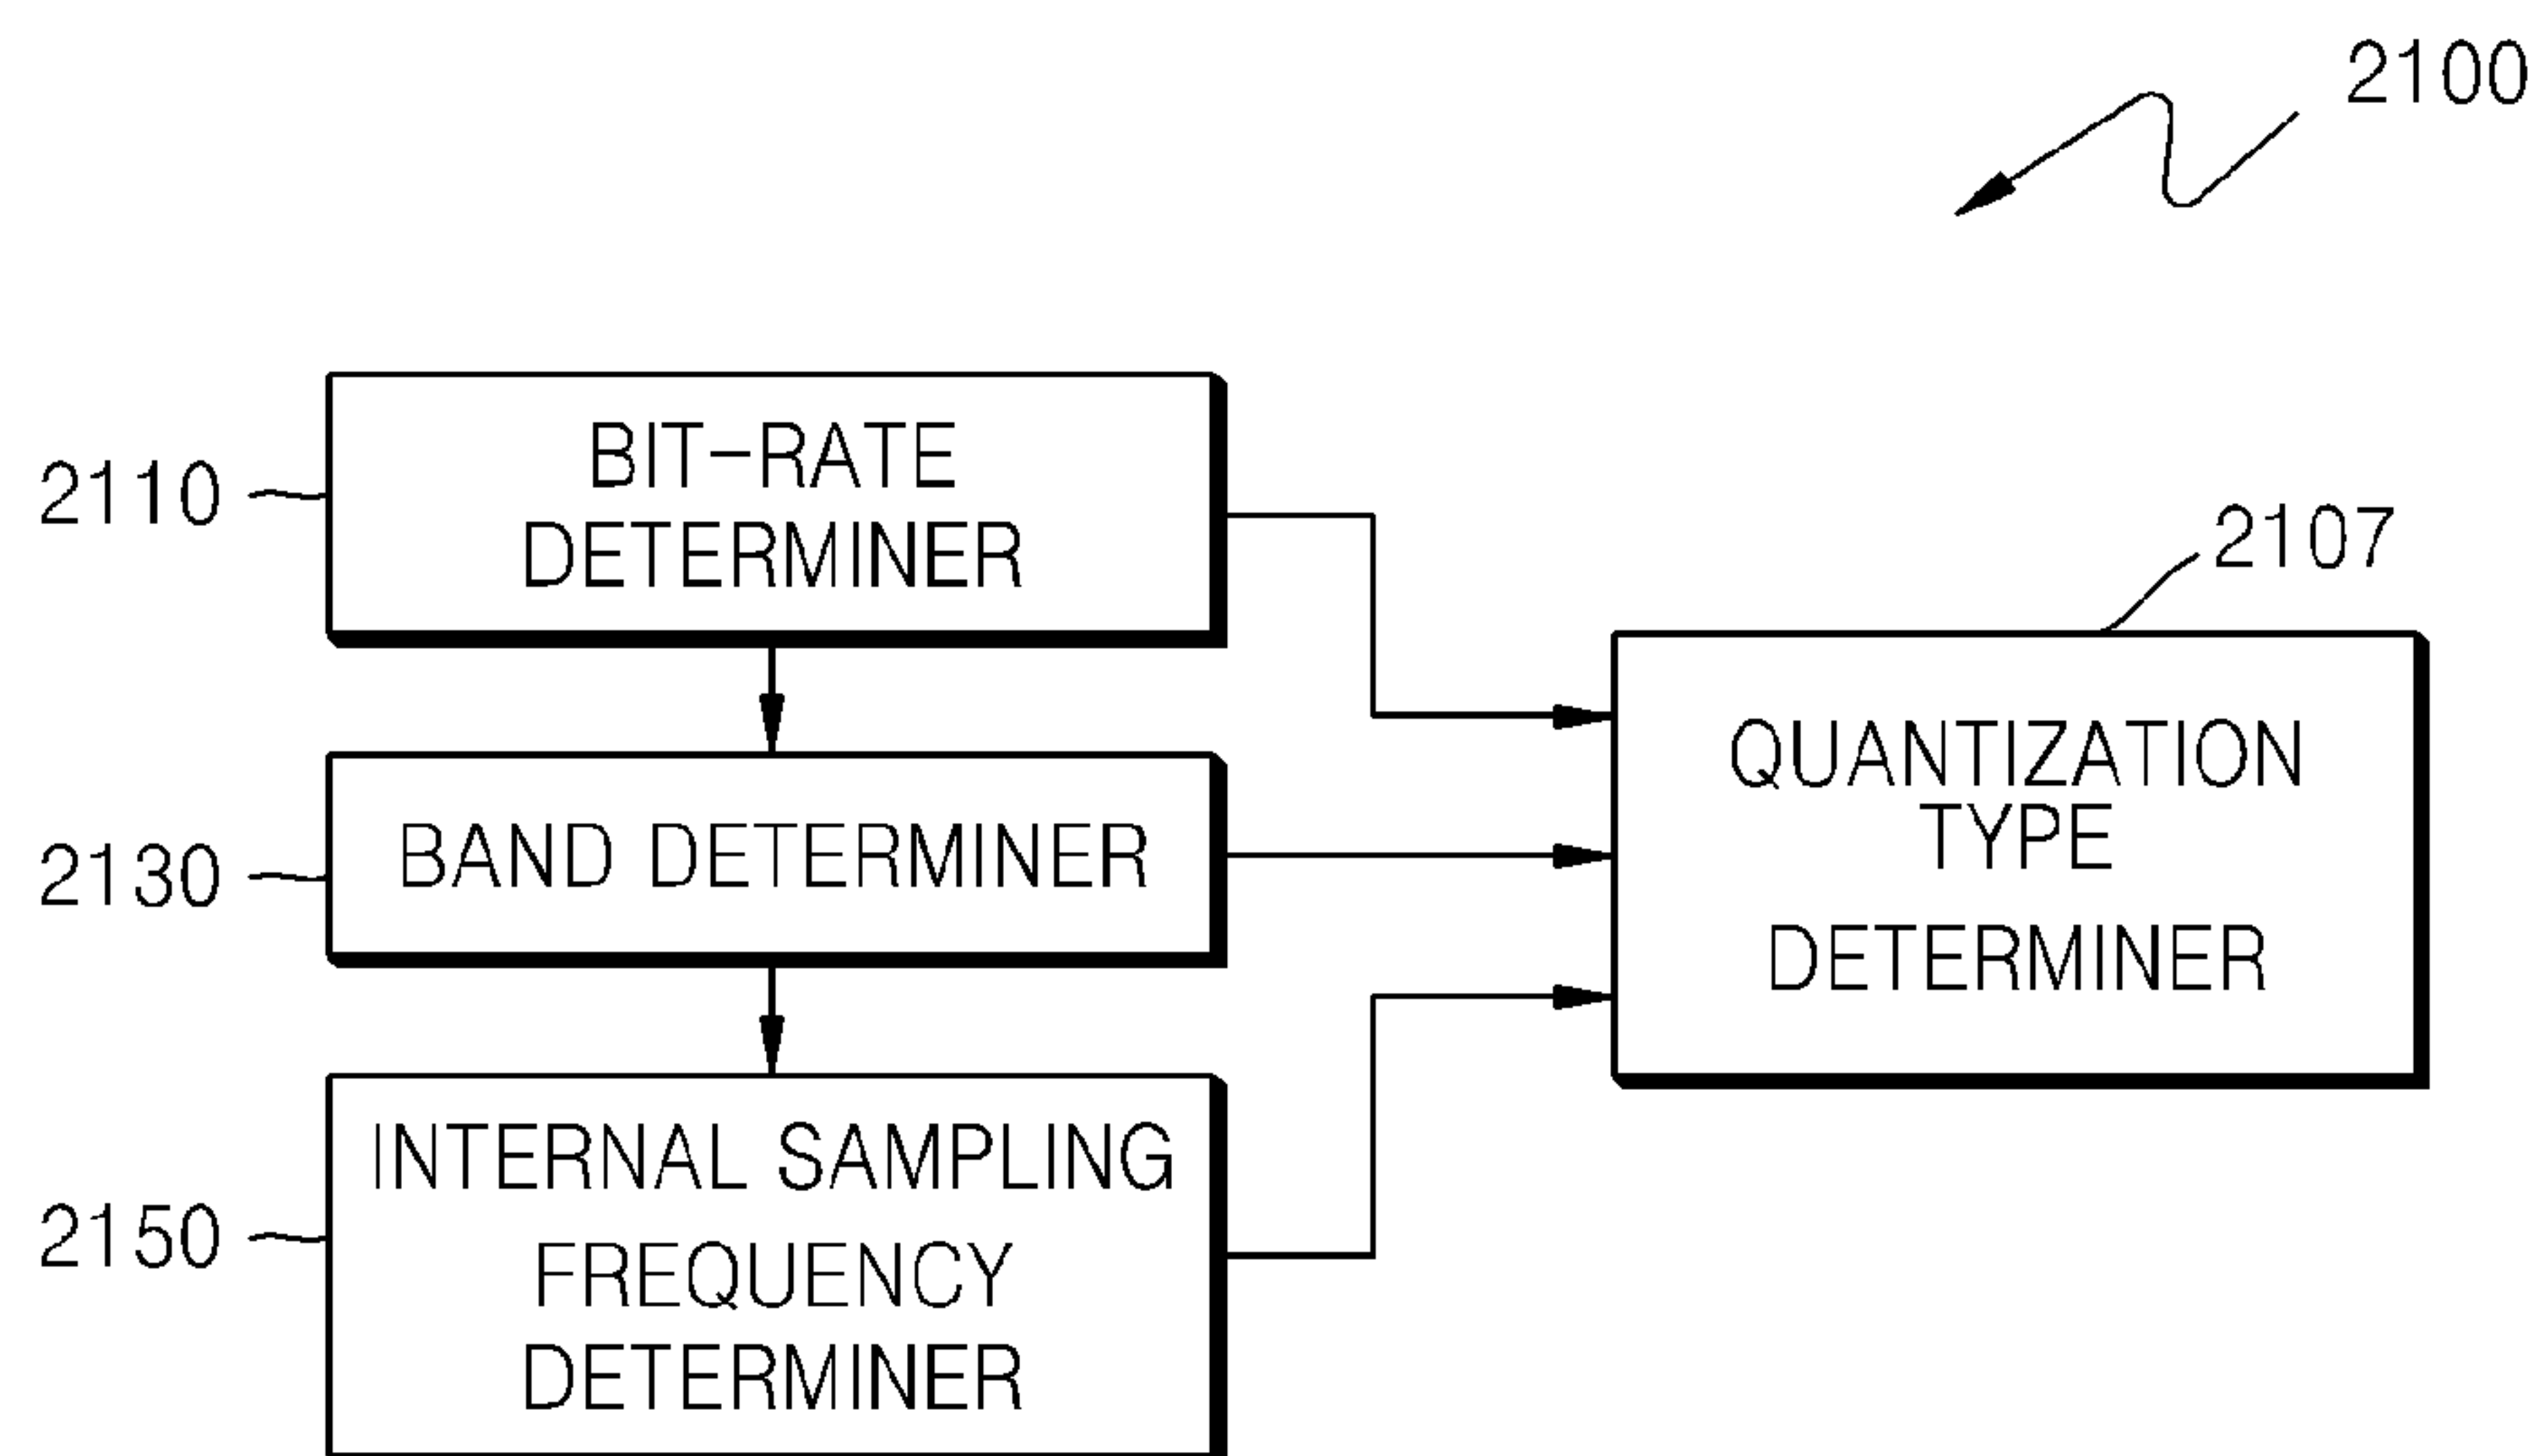 2100
BIT-RATE
DETERMINER
2110
2107
QUANTIZATION
TYPE
DETERMINER
BAND DETERMINER
2130
INTERNAL SAMPLING
FREQUENCY
DETERMINER
2150